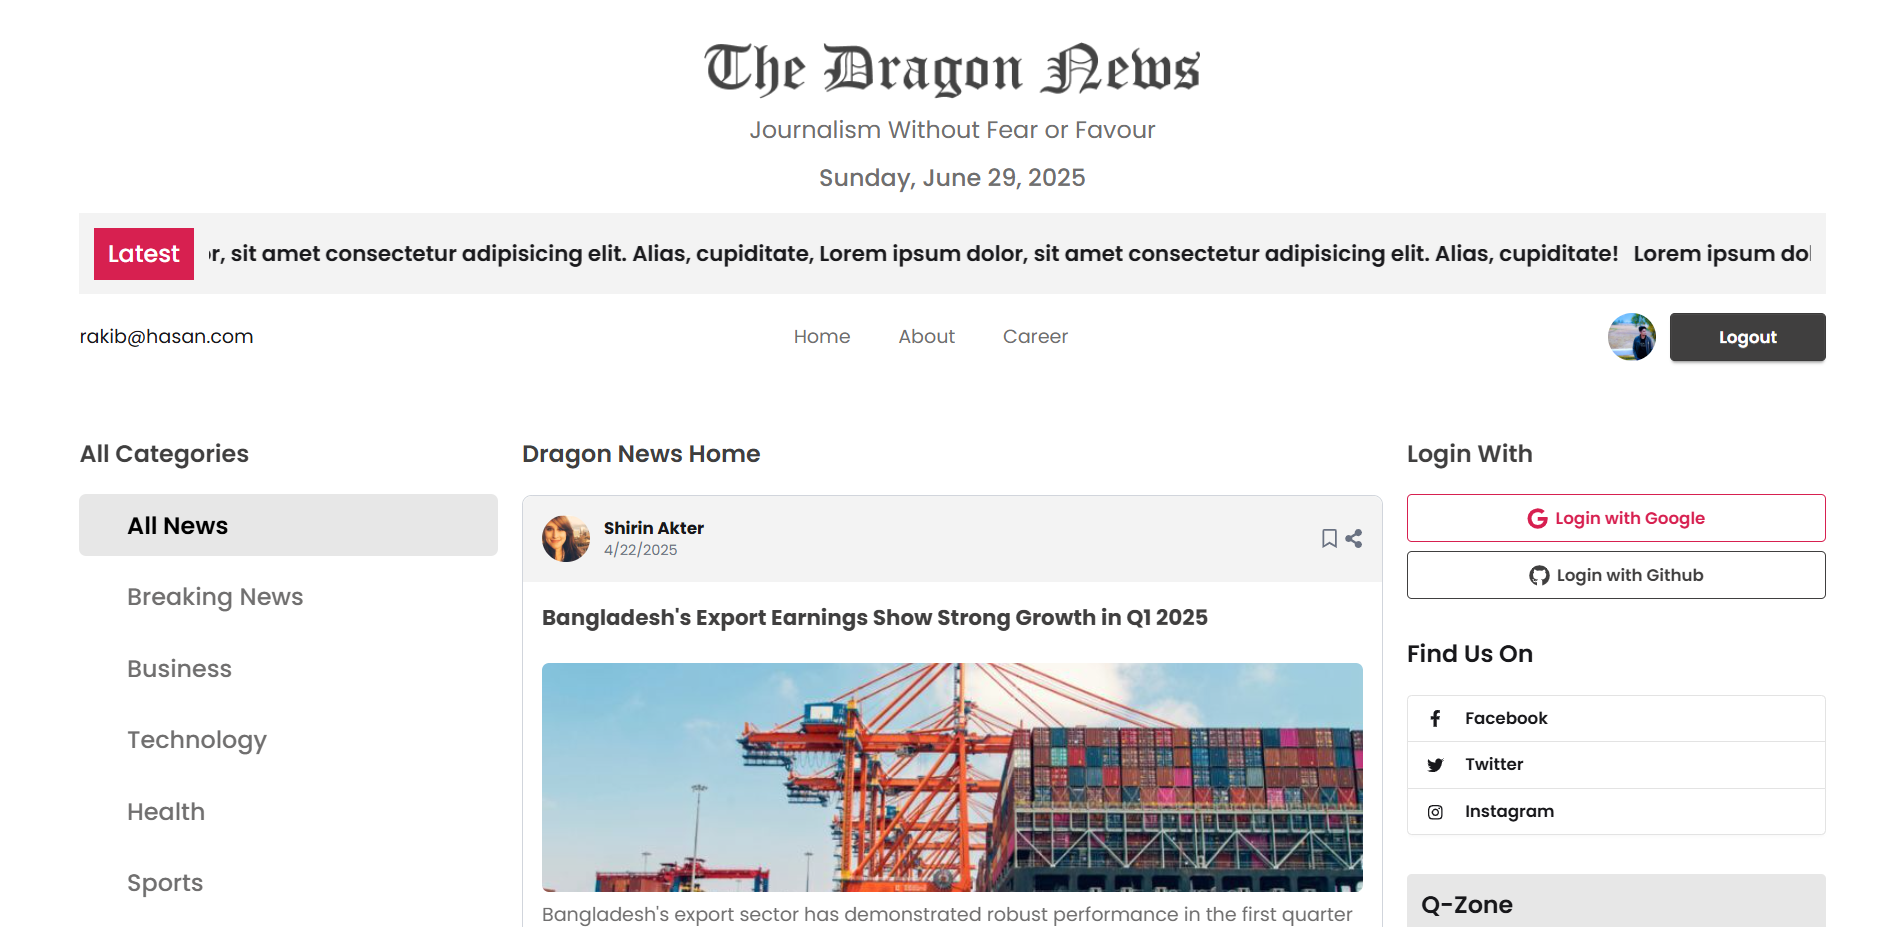 The Dragon News
Journalism Without Fear or Favour
Sunday, June 29, 2025
Latest
r, sit amet consectetur adipisicing elit. Alias, cupiditate, Lorem ipsum dolor, sit amet consectetur adipisicing elit. Alias, cupiditate! Lorem ipsum do
rakib@hasan.com
Home
About
Career
Logout
All Categories
All News
Breaking News
Business
Technology
Health
Sports
Dragon News Home
Shirin Akter
4/22/2025
Bangladesh's Export Earnings Show Strong Growth in Q1 2025
Bangladesh's export sector has demonstrated robust performance in the first quarter
Login With
Login with Google
Login with Github
Find Us On
Facebook
Twitter
Instagram
Q-Zone